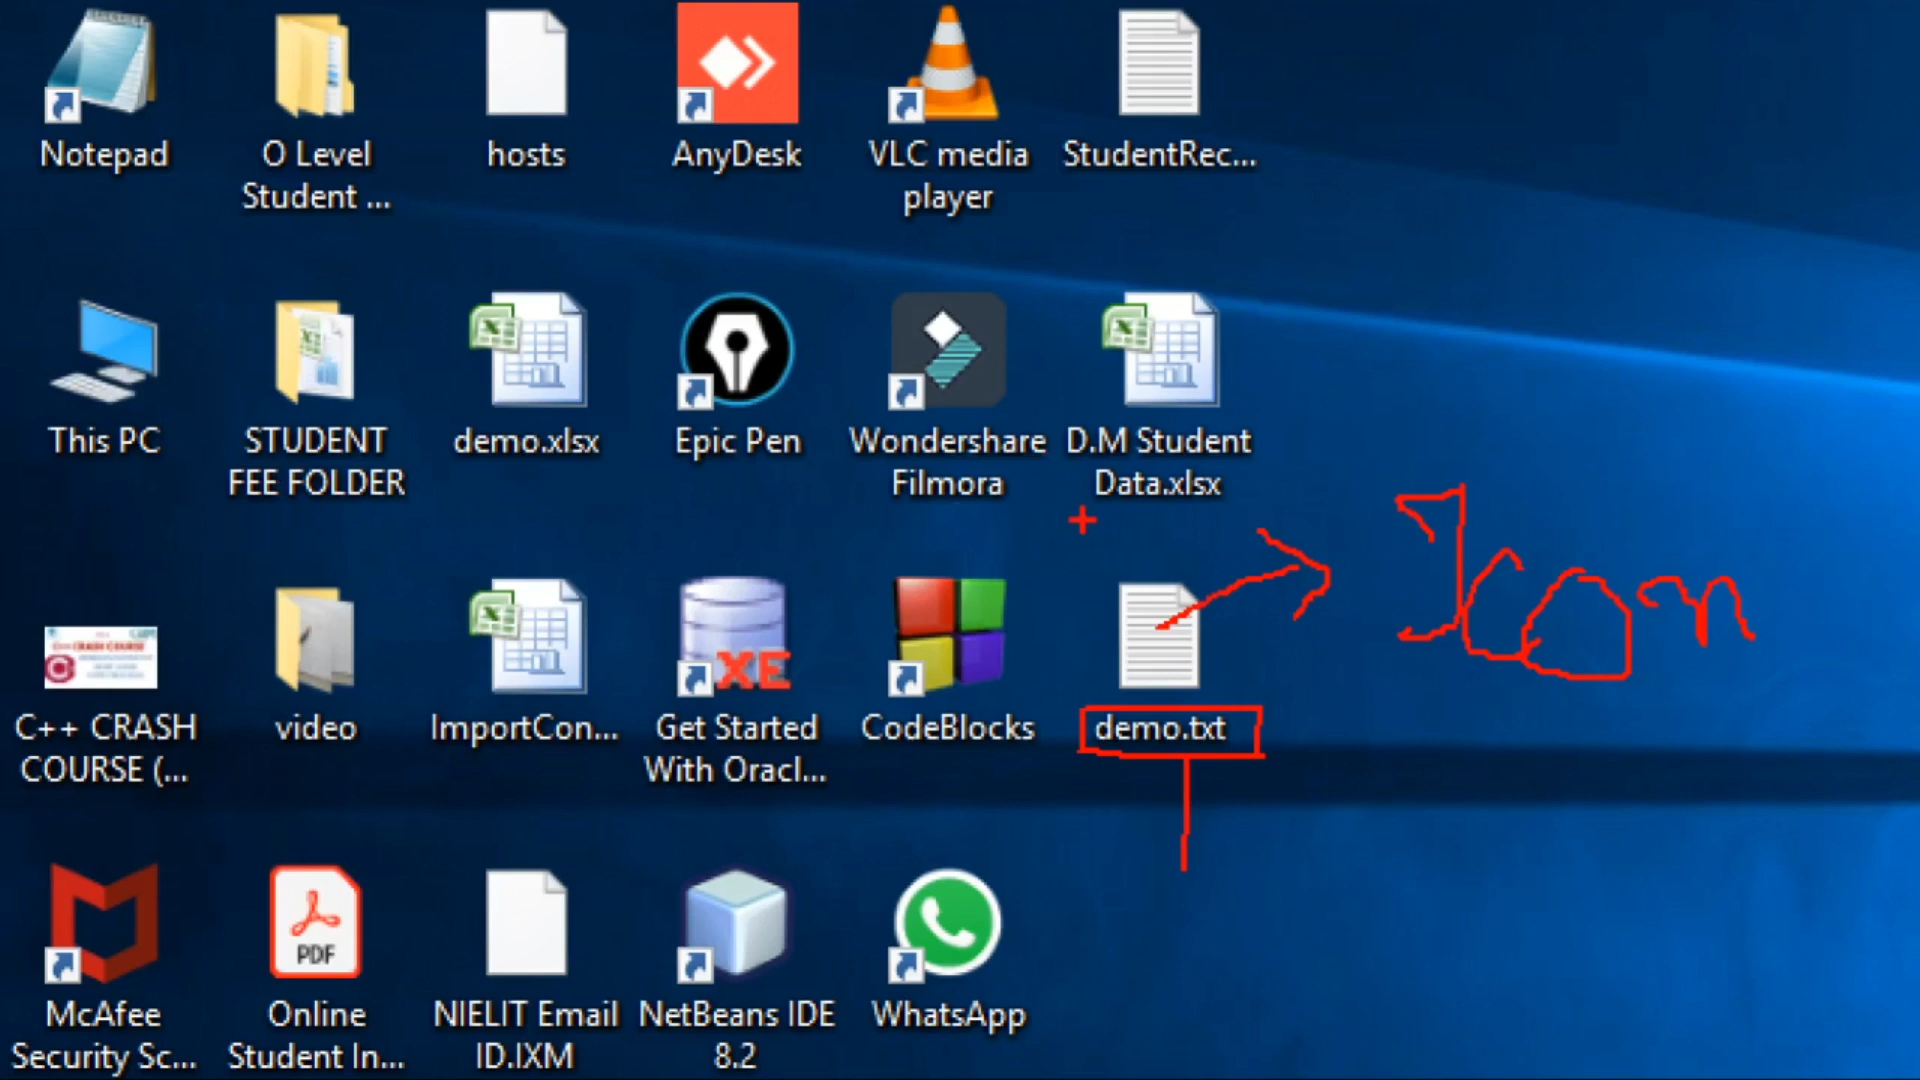 Notepad
O Level
Student ...
hosts
AnyDesk
VLC media
player
StudentRec...
This PC
STUDENT
FEE FOLDER
demo.xlsx
Epic Pen
Wondershare
Filmora
D.M Student
Data.xlsx
Icon
C++ CRASH
COURSE (...
video
ImportCon...
XE
Get Started
With Oracl...
CodeBlocks
demo.txt
McAfee
Security Sc...
PDF
Online
Student In...
NIELIT Email
ID.IXM
NetBeans IDE
8.2
WhatsApp